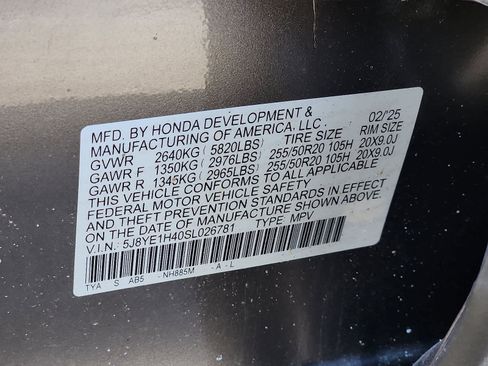 MFD. BY HONDA DEVELOPMENT & 02/'25
MANUFACTURING OF AMERICA, LLC. TIRE SIZE RIM SIZE
GVWR 2640KG (5820LBS)
GAWR F 1350KG (2976LBS) 255/50R20 105H 20X9.0J
GAWR R 1345KG (2965LBS) 255/50R20 105H 20X9.0J
THIS VEHICLE CONFORMS TO ALL APPLICABLE
FEDERAL MOTOR VEHICLE SAFETY
AND THEFT PREVENTION STANDARDS IN EFFECT
ON THE DATE OF MANUFACTURE SHOWN ABOVE.
V.I.N.: 5J8YE1H40SL026781 TYPE: MPV
TYA S AB5 -NH885M -A-L